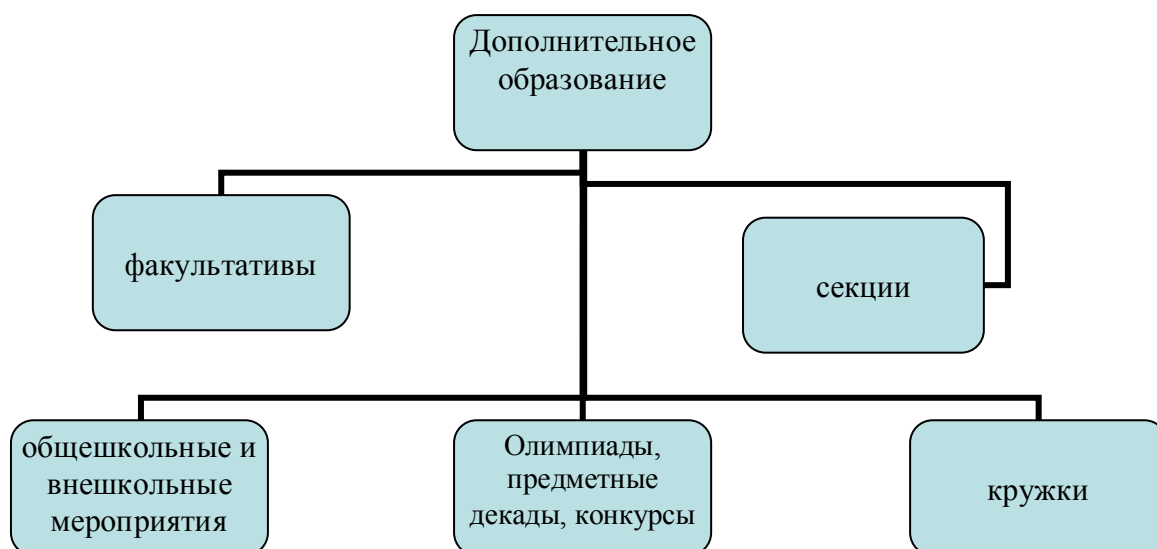 Дополнительное
образование
факультативы
секции
общешкольные и
внешкольные
мероприятия
Олимпиады,
предметные
декады, конкурсы
кружки